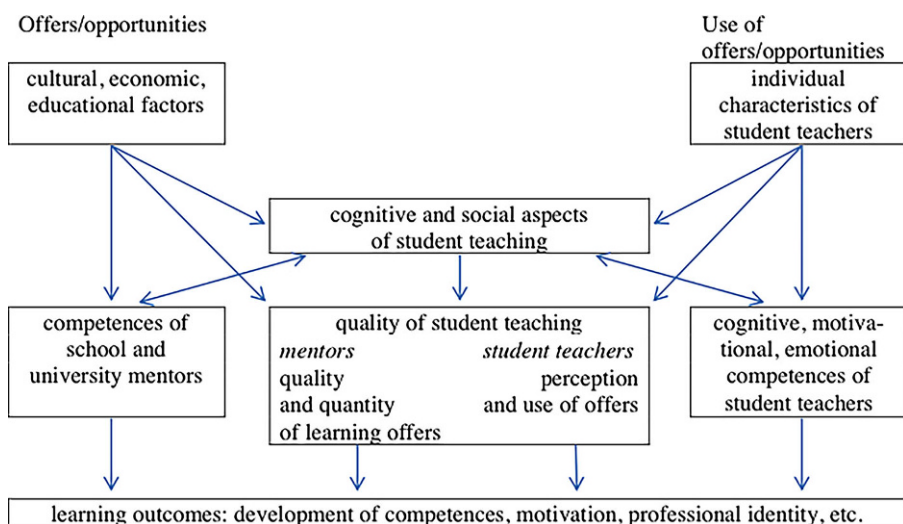 Offers/opportunities
Use of
offers/opportunities
cultural, economic,
educational factors
individual
characteristics of
student teachers
cognitive and social aspects
of student teaching
competences of
school and
university mentors
quality of student teaching
mentors
quality
and quantity
of learning offers
student teachers
perception
and use of offers
cognitive, motiva-
tional, emotional
competences of
student teachers
learning outcomes: development of competences, motivation, professional identity, etc.